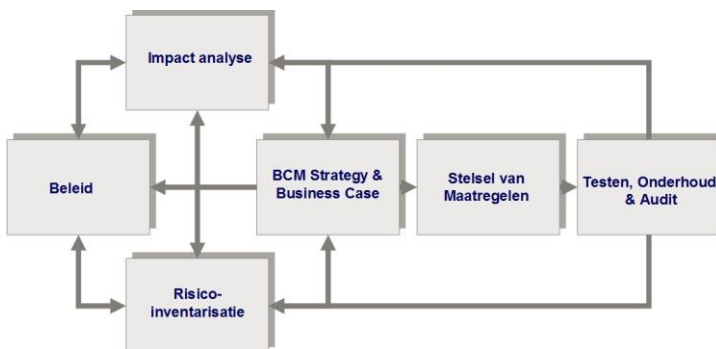 Impact analyse
Beleid
BCM Strategy &
Business Case
Stelsel van
Maatregelen
Testen, Onderhoud
& Audit
Risico-
inventarisatie